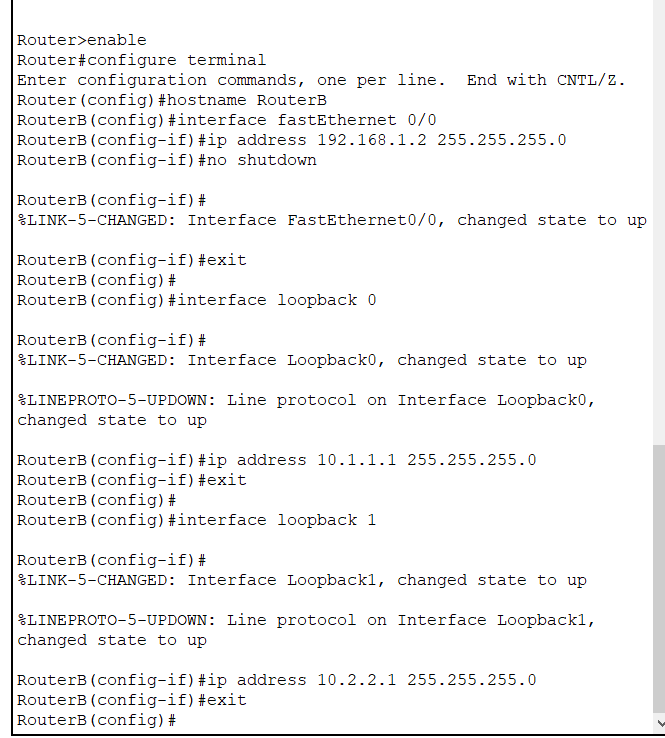 Router>enable
Router#configure terminal
Enter configuration commands, one per line.  End with CNTL/Z.
Router(config)#hostname RouterB
RouterB(config)#interface fastEthernet 0/0
RouterB(config-if)#ip address 192.168.1.2 255.255.255.0
RouterB(config-if)#no shutdown
RouterB(config-if)#
%LINK-5-CHANGED: Interface FastEthernet0/0, changed state to up
RouterB(config-if)#exit
RouterB(config)#
RouterB(config)#interface loopback 0
RouterB(config-if)#
%LINK-5-CHANGED: Interface Loopback0, changed state to up
%LINEPROTO-5-UPDOWN: Line protocol on Interface Loopback0,
changed state to up
RouterB(config-if)#ip address 10.1.1.1 255.255.255.0
RouterB(config-if)#exit
RouterB(config)#
RouterB(config)#interface loopback 1
RouterB(config-if)#
%LINK-5-CHANGED: Interface Loopback1, changed state to up
%LINEPROTO-5-UPDOWN: Line protocol on Interface Loopback1,
changed state to up
RouterB(config-if)#ip address 10.2.2.1 255.255.255.0
RouterB(config-if)#exit
RouterB(config)#